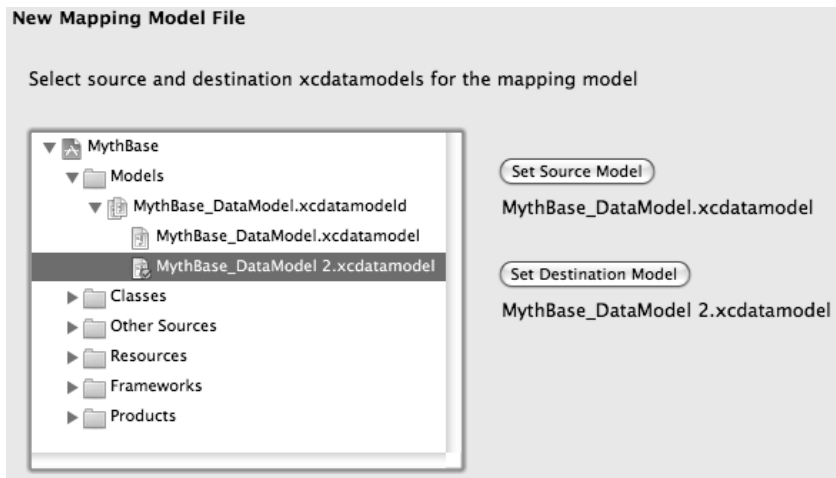 New Mapping Model File
Select source and destination xcdatamodels for the mapping model
MythBase
Models
MythBase_DataModel.xcdatamodeld
MythBase_DataModel.xcdatamodel
MythBase_DataModel 2.xcdatamodel
Classes
Other Sources
Resources
Frameworks
Products
Set Source Model
MythBase_DataModel.xcdatamodel
Set Destination Model
MythBase_DataModel 2.xcdatamodel